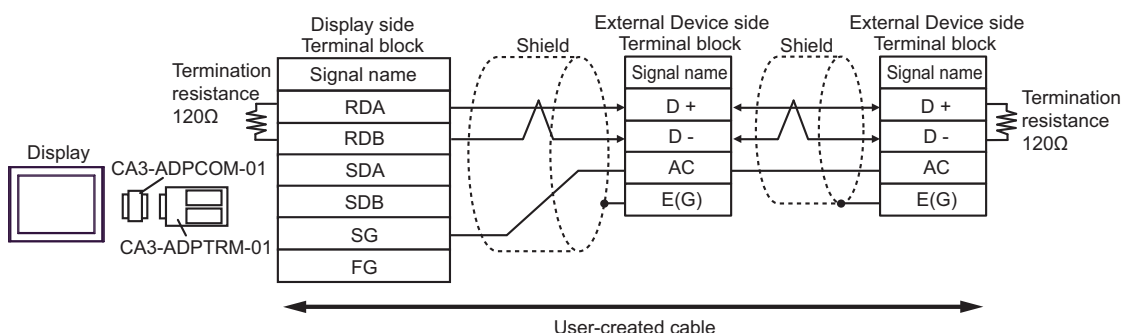 Display side
Terminal block
Shield
External Device side
Terminal block
Shield
External Device side
Terminal block
Termination
resistance
120Ω
Signal name
RDA
RDB
SDA
SDB
SG
FG
Signal name
D +
D -
AC
E(G)
Signal name
D +
D -
AC
E(G)
Termination
resistance
120Ω
Display
CA3-ADPCOM-01
CA3-ADPTRM-01
User-created cable